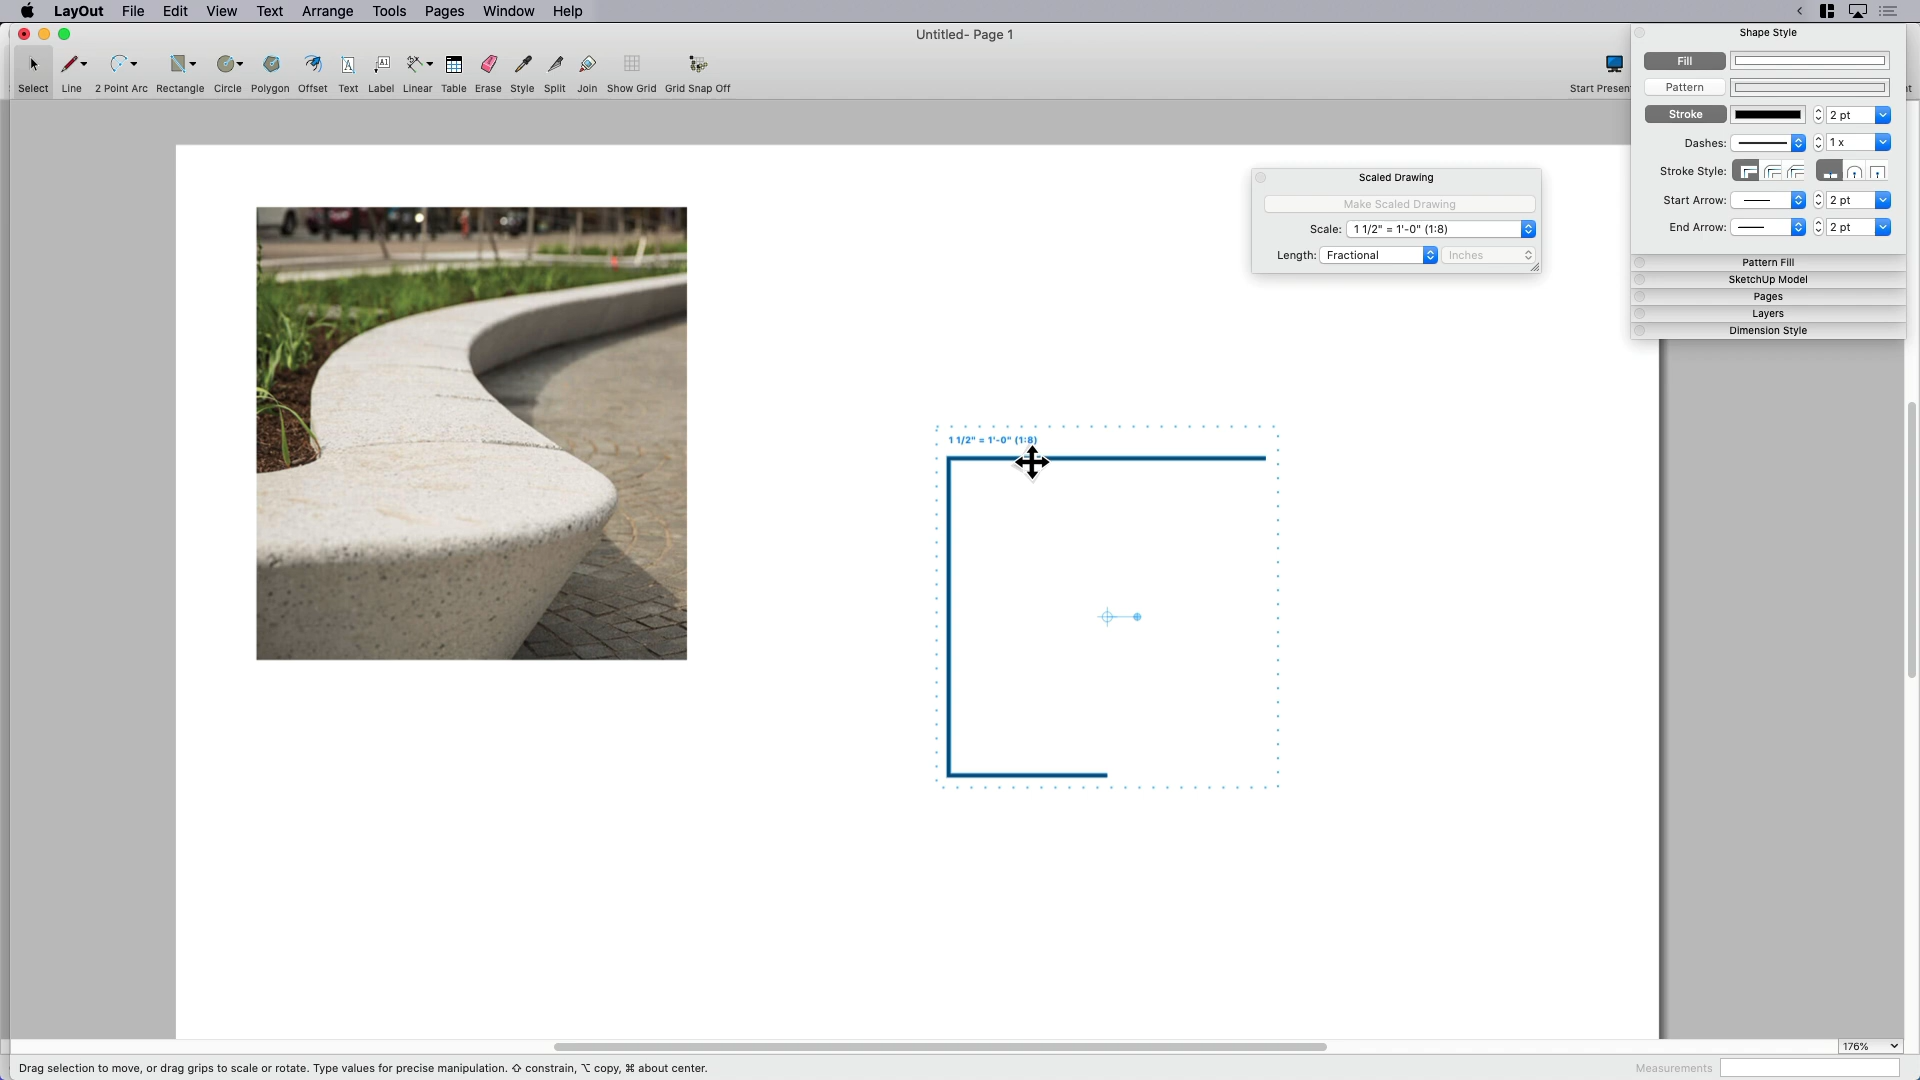 LayOut File Edit View Text Arrange Tools Pages Window Help
Untitled- Page 1
Select Line 2 Point Arc Rectangle Circle Polygon Offset Text Label Linear Table Erase Style Split Join Show Grid Grid Snap Off
Start Presen
Shape Style
Fill
Pattern
Stroke 2 pt
Dashes: 1 x
Stroke Style:
Start Arrow: 2 pt
End Arrow: 2 pt
Pattern Fill
SketchUp Model
Pages
Layers
Dimension Style
Scaled Drawing
Make Scaled Drawing
Scale: 1 1/2" = 1'-0" (1:8)
Length: Fractional Inches
1 1/2" = 1'-0" (1:8)
176%
Drag selection to move, or drag grips to scale or rotate. Type values for precise manipulation. ⇧ constrain, ⌥ copy, ⌘ about center.
Measurements